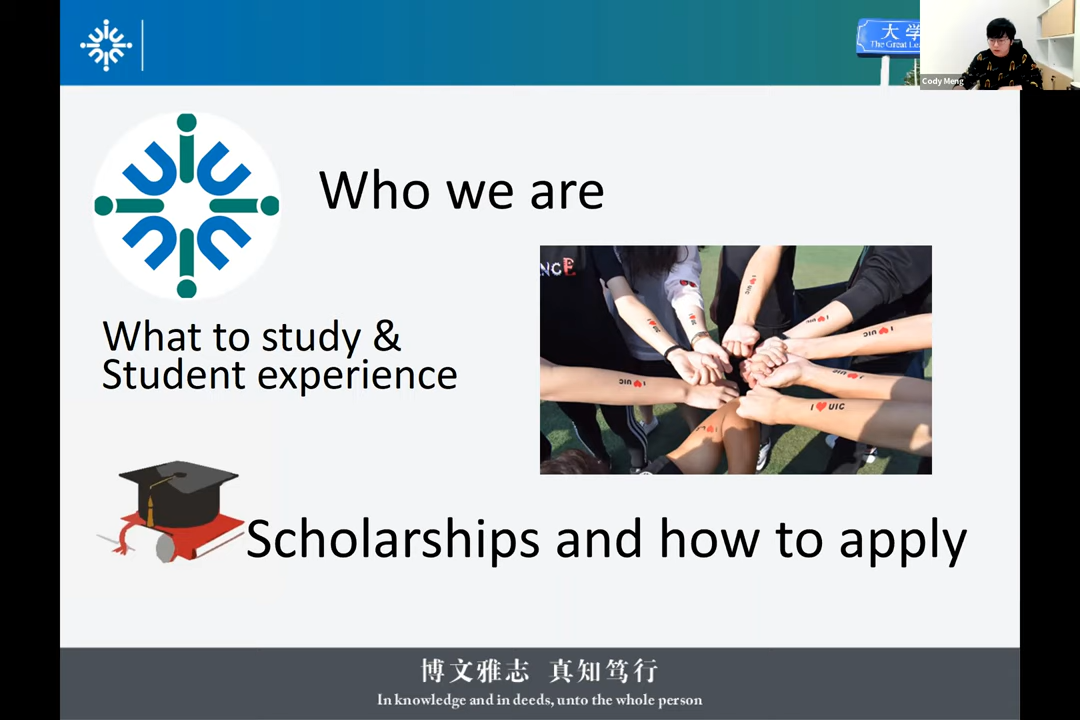 大学
The Great Le
Cody Meng
Who we are
NCE
What to study &
Student experience
I ❤ UIC
Scholarships and how to apply
博文雅志 真知笃行
In knowledge and in deeds, unto the whole person